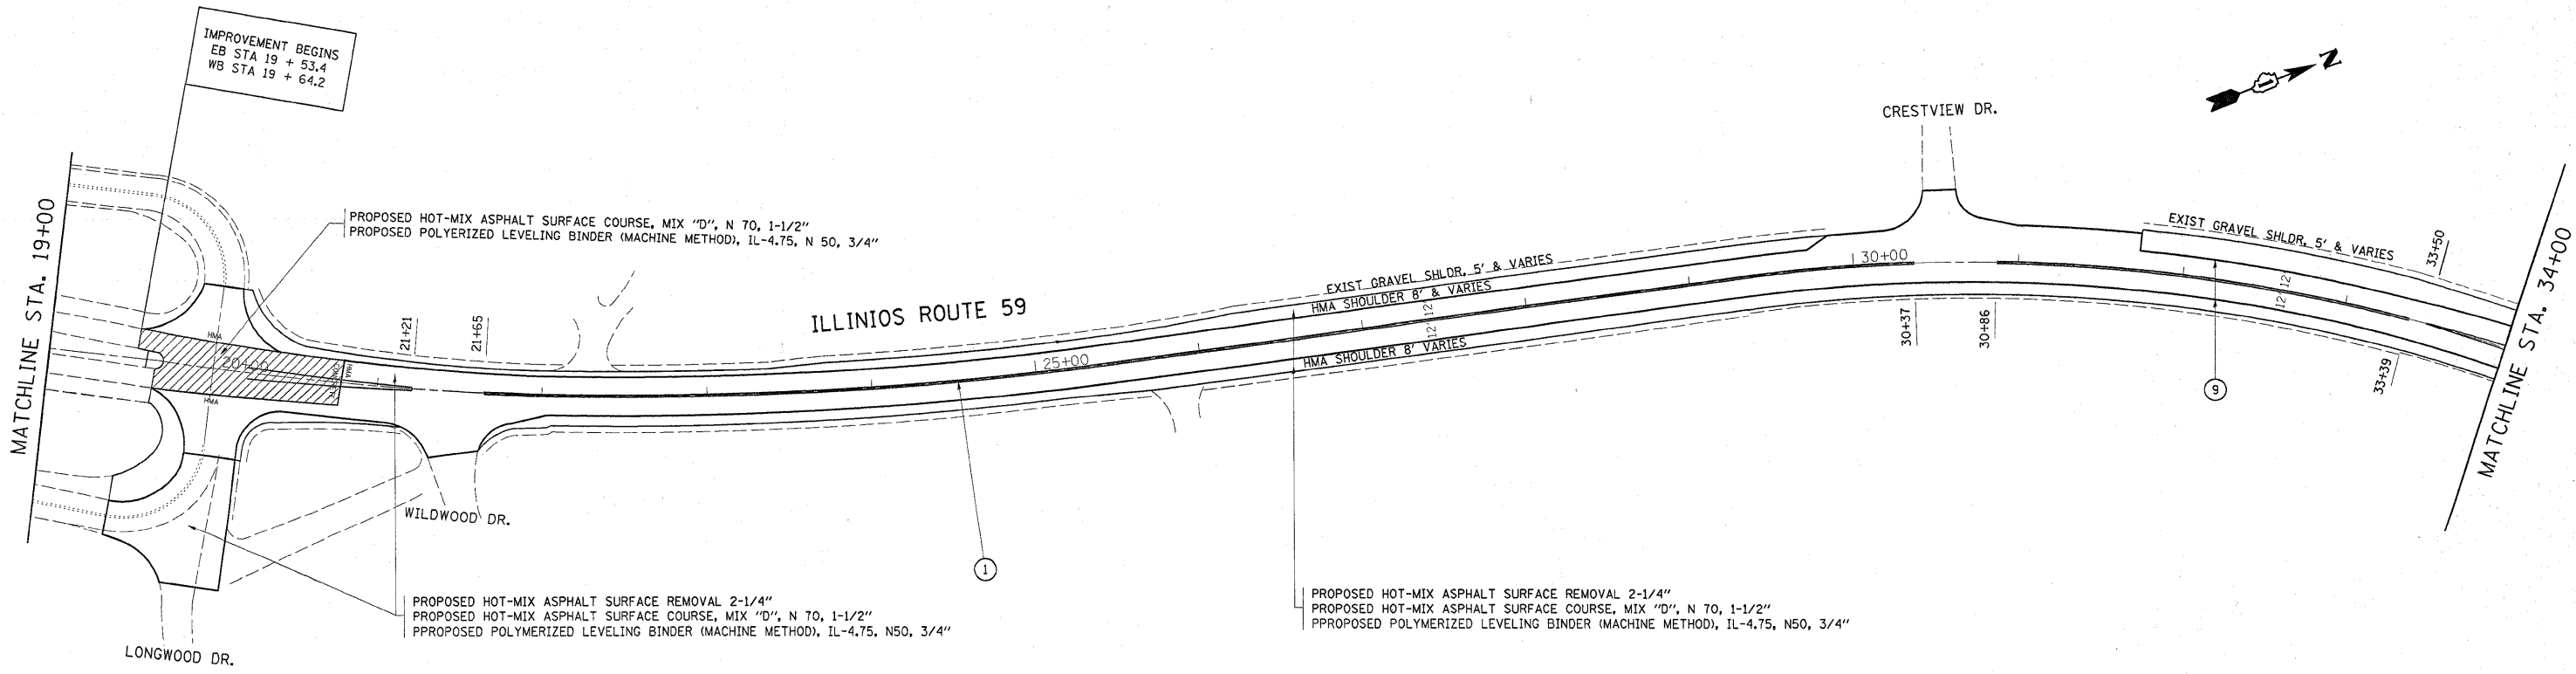 IMPROVEMENT BEGINS
EB STA 19 + 53.4
WB STA 19 + 64.2
N
CRESTVIEW DR.
MATCHLINE STA. 19+00
PROPOSED HOT-MIX ASPHALT SURFACE COURSE, MIX "D", N 70, 1-1/2"
PROPOSED POLYERIZED LEVELING BINDER (MACHINE METHOD), IL-4.75, N 50, 3/4"
EXIST GRAVEL SHLDR, 5' & VARIES
33+50
MATCHLINE STA. 34+00
EXIST GRAVEL SHLDR, 5' & VARIES
HMA SHOULDER 8' & VARIES
30+00
12' 12'
ILLINIOS ROUTE 59
21+21
21+65
HMA
20+00
HMA
HMA
25+00
12' 12'
HMA SHOULDER 8' VARIES
30+37
30+86
33+39
9
WILDWOOD DR.
1
PROPOSED HOT-MIX ASPHALT SURFACE REMOVAL 2-1/4"
PROPOSED HOT-MIX ASPHALT SURFACE COURSE, MIX "D", N 70, 1-1/2"
PPROPOSED POLYMERIZED LEVELING BINDER (MACHINE METHOD), IL-4.75, N50, 3/4"
PROPOSED HOT-MIX ASPHALT SURFACE REMOVAL 2-1/4"
PROPOSED HOT-MIX ASPHALT SURFACE COURSE, MIX "D", N 70, 1-1/2"
PPROPOSED POLYMERIZED LEVELING BINDER (MACHINE METHOD), IL-4.75, N50, 3/4"
LONGWOOD DR.